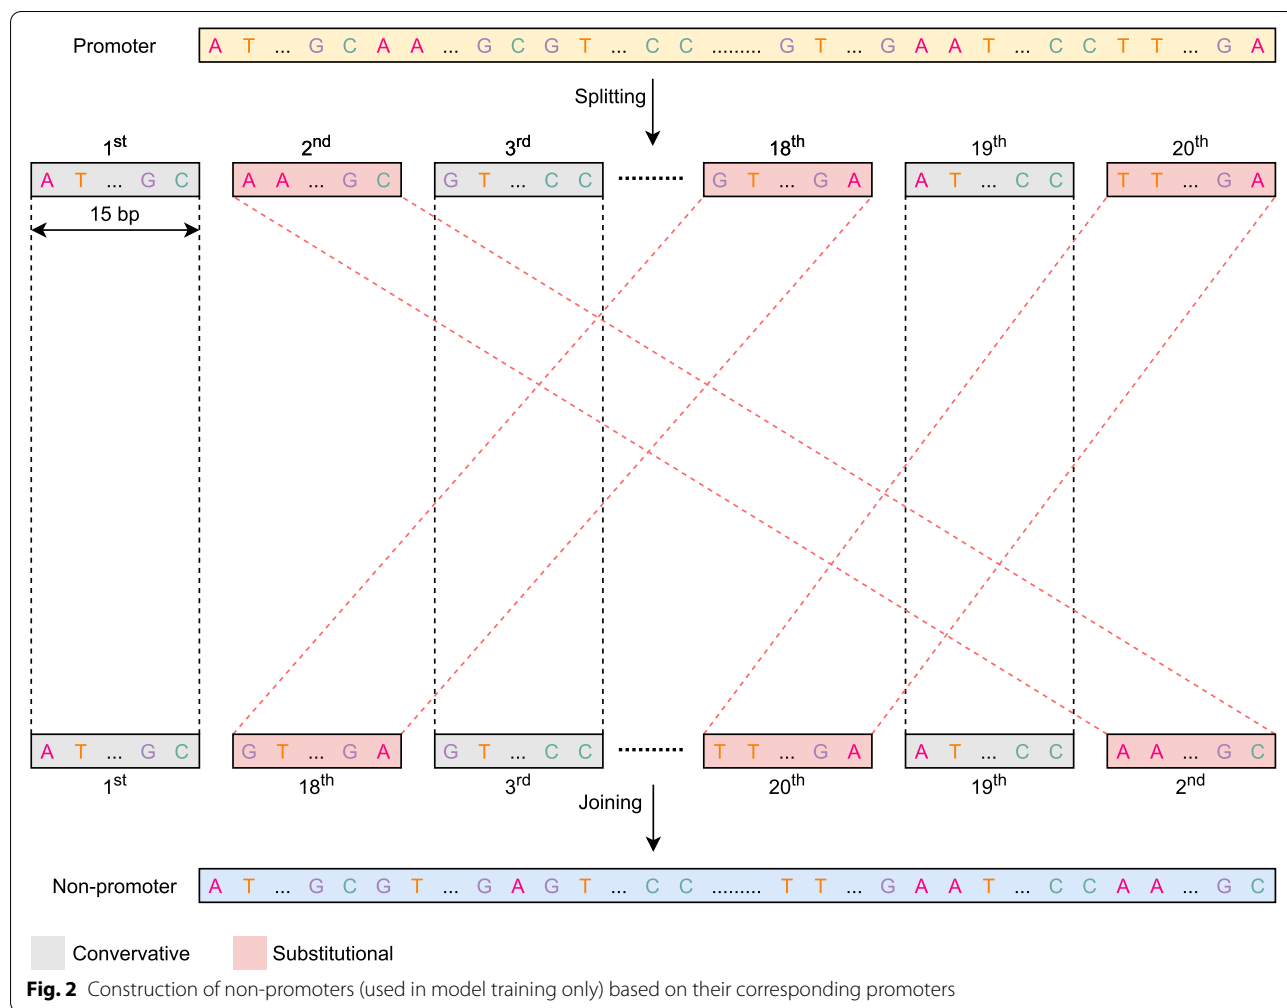 Promoter A T ... G C A A ... G C G T ... C C ......... G T ... G A A T ... C C T T ... G A
Splitting
1st 2nd 3rd 18th 19th 20th
A T ... G C A A ... G C G T ... C C .......... G T ... G A A T ... C C T T ... G A
15 bp
A T ... G C G T ... G A G T ... C C .......... T T ... G A A T ... C C A A ... G C
1st 18th 3rd 20th 19th 2nd
Joining
Non-promoter A T ... G C G T ... G A G T ... C C ......... T T ... G A A T ... C C A A ... G C
Convervative Substitutional
Fig. 2 Construction of non-promoters (used in model training only) based on their corresponding promoters